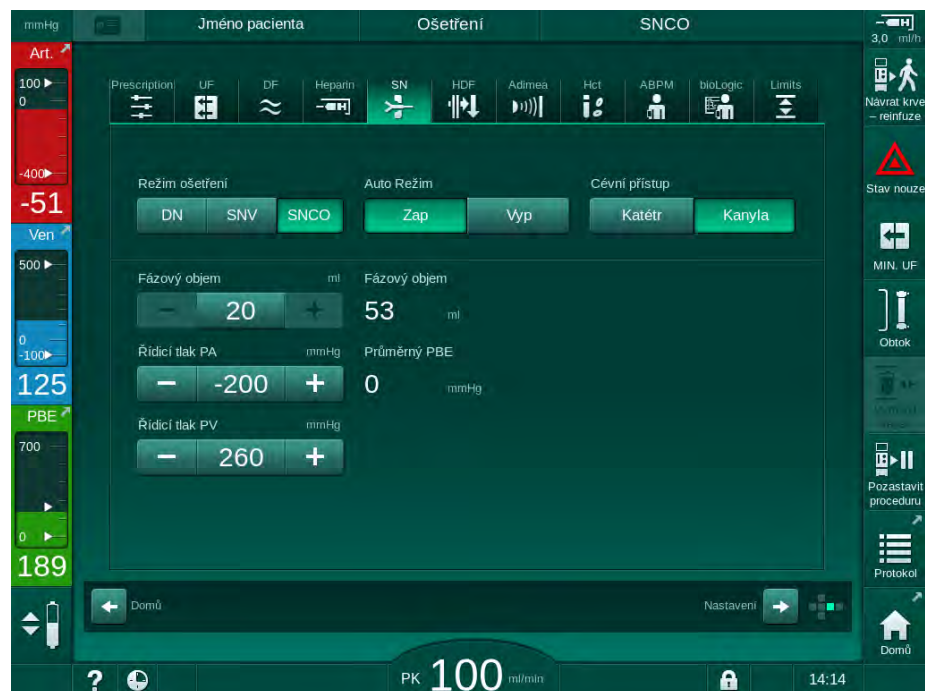 mmHg
Jméno pacienta
Ošetření
SNCO
3,0 ml/h
Art.
100
0
-400
-51
Ven
500
0
-100
125
PBE
700
0
189
Prescription
UF
DF
Heparin
SN
HDF
Adimea
Hct
ABPM
bioLogic
Limits
Režim ošetření
Auto Režim
Cévní přístup
DN
SNV
SNCO
Zap
Vyp
Katétr
Kanyla
Fázový objem ml
Fázový objem
− 20 +
53 ml
Řídicí tlak PA mmHg
Průměrný PBE
− -200 +
0 mmHg
Řídicí tlak PV mmHg
− 260 +
Domů
Nastavení
Návrat krve
– reinfuze
Stav nouze
MIN. UF
Obtok
Pozastavit
proceduru
Protokol
Domů
?
PK 100 ml/min
14:14